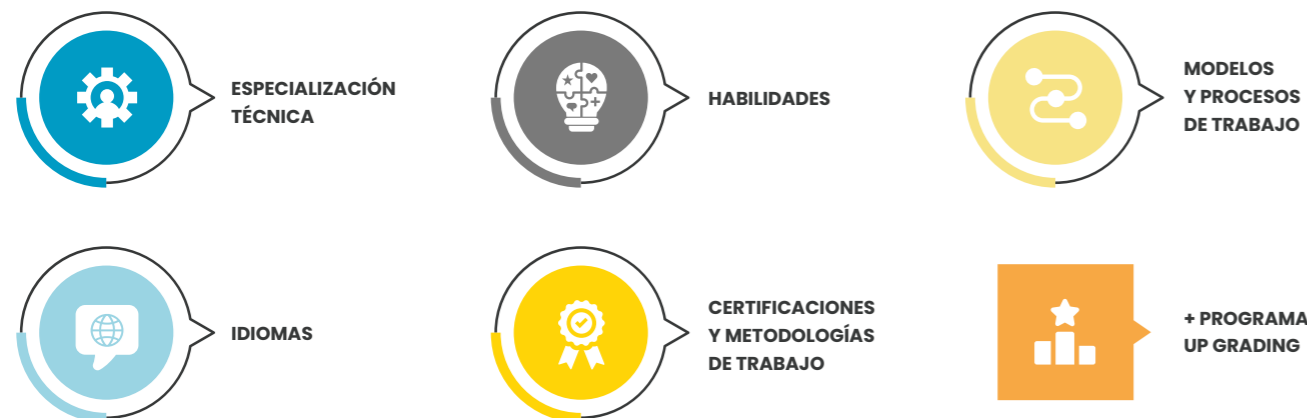 ESPECIALIZACIÓN
TÉCNICA
HABILIDADES
MODELOS
Y PROCESOS
DE TRABAJO
IDIOMAS
CERTIFICACIONES
Y METODOLOGÍAS
DE TRABAJO
+ PROGRAMA
UP GRADING